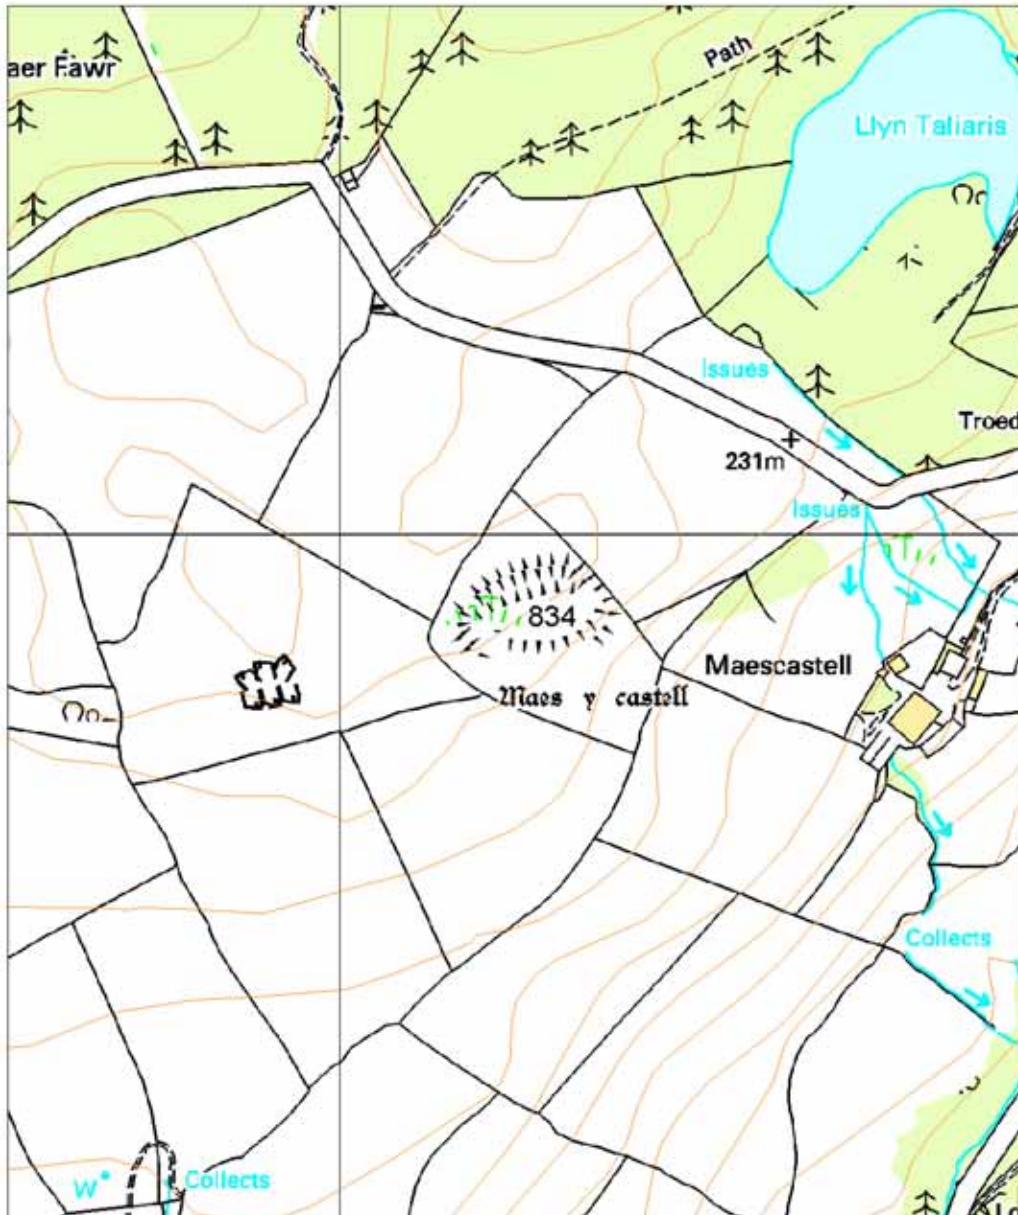 Path
aer Fawr
Llyn Taliaris
Issues
Troed
231m
Issues
834
Maescastell
Maes y castell
Collects
W
Collects